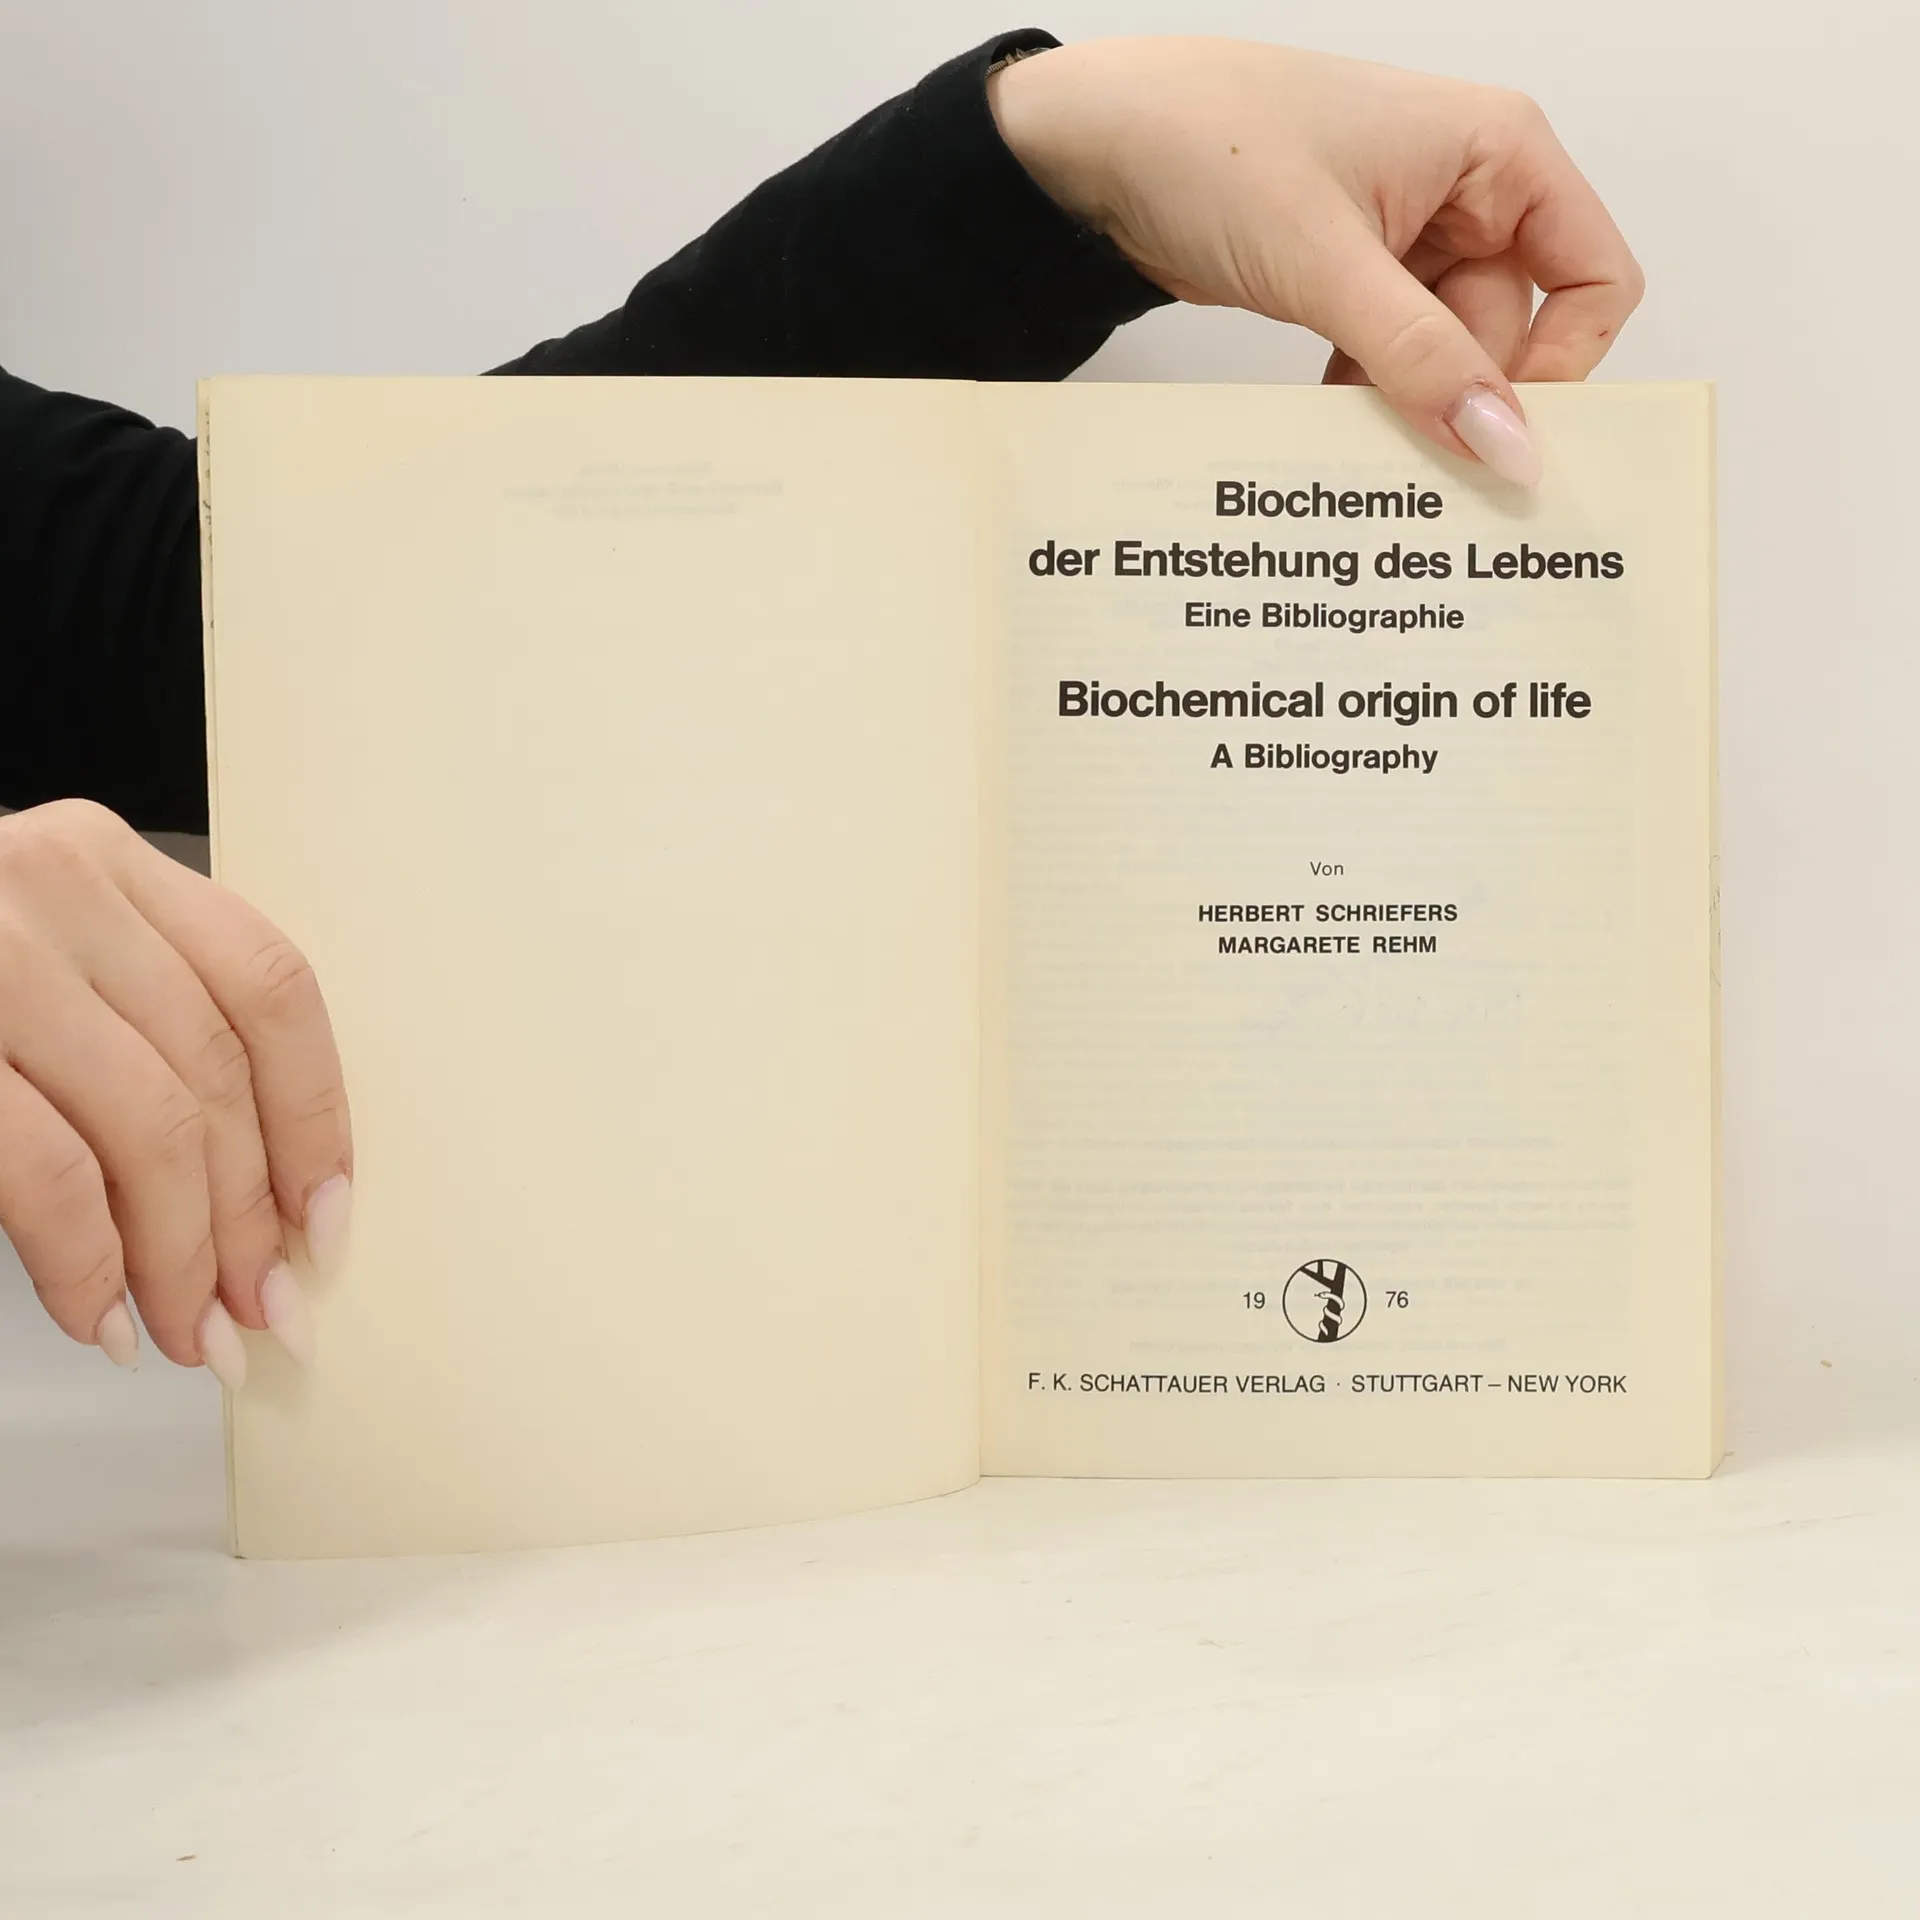 Biochemie
der Entstehung des Lebens
Eine Bibliographie
Biochemical origin of life
A Bibliography
Von
HERBERT SCHRIEFERS
MARGARETE REHM
19 76
F. K. SCHATTAUER VERLAG · STUTTGART – NEW YORK